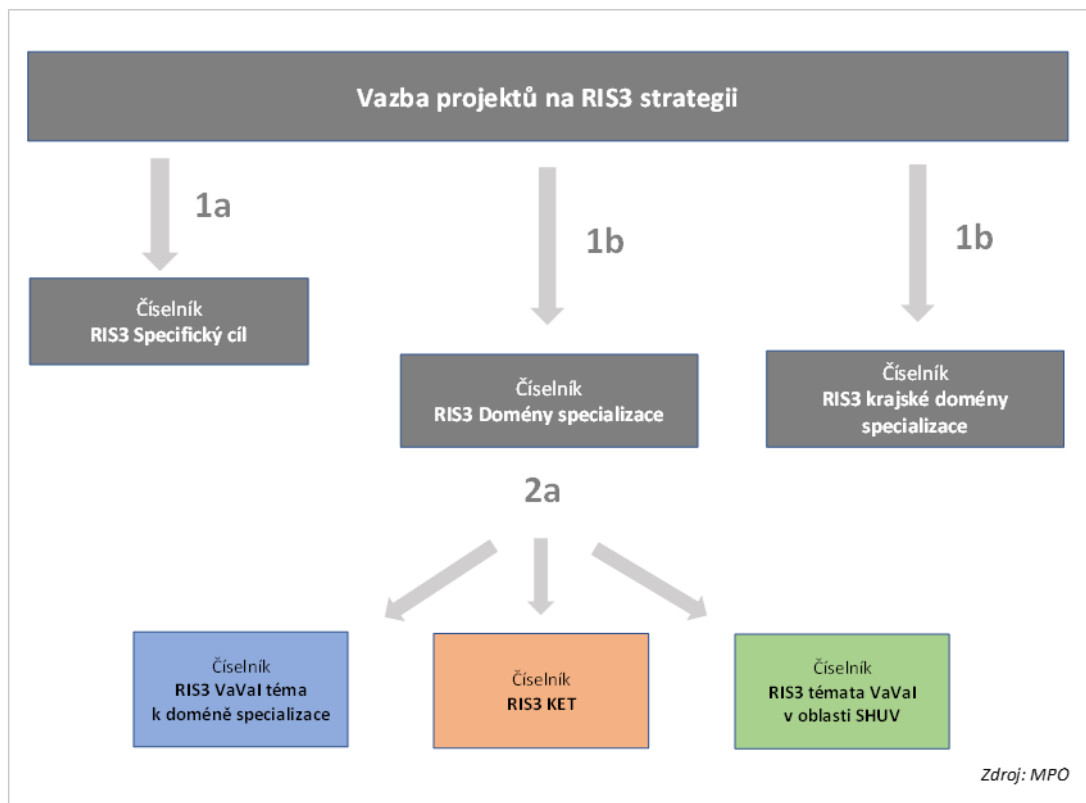 Vazba projektů na RIS3 strategii
1a
1b
1b
Číselník
RIS3 Specifický cíl
Číselník
RIS3 Domény specializace
Číselník
RIS3 krajské domény
specializace
2a
Číselník
RIS3 VaVaI téma
k doméně specializace
Číselník
RIS3 KET
Číselník
RIS3 témata VaVaI
v oblasti SHUV
Zdroj: MPO